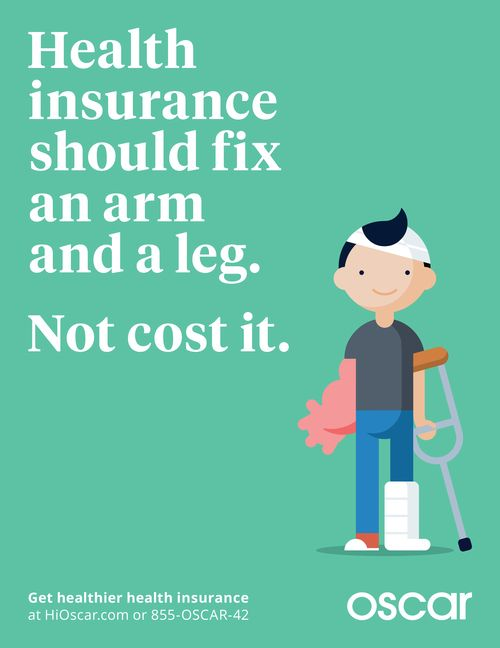 Health
insurance
should fix
an arm
and a leg.
Not cost it.
Get healthier health insurance
at HiOscar.com or 855-OSCAR-42
oscar